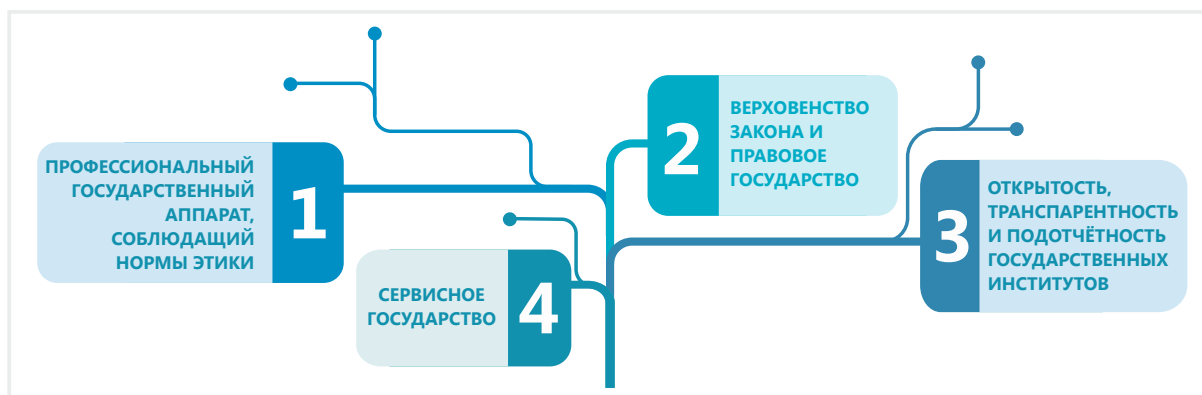 ПРОФЕССИОНАЛЬНЫЙ
ГОСУДАРСТВЕННЫЙ
АППАРАТ,
СОБЛЮДАЩИЙ
НОРМЫ ЭТИКИ
1
2
ВЕРХОВЕНСТВО
ЗАКОНА И
ПРАВОВОЕ
ГОСУДАРСТВО
3
ОТКРЫТОСТЬ,
ТРАНСПАРЕНТНОСТЬ
И ПОДОТЧЁТНОСТЬ
ГОСУДАРСТВЕННЫХ
ИНСТИТУТОВ
СЕРВИСНОЕ
ГОСУДАРСТВО
4